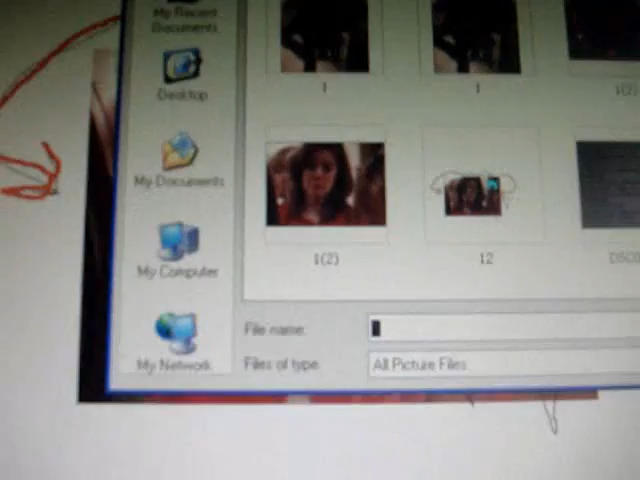 My Recent
Documents
Desktop
My Documents
My Computer
My Network
1
1
1(2)
1(2)
12
DSC0
File name:
Files of type:
All Picture Files